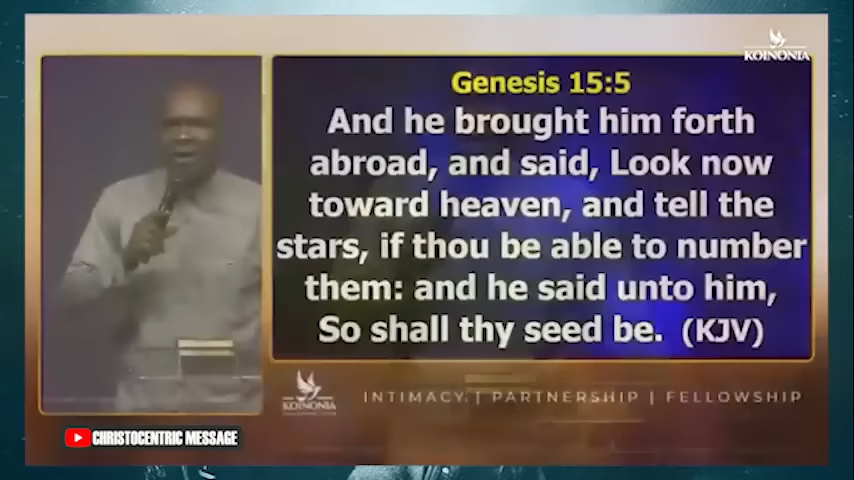 KOINONIA
Genesis 15:5
And he brought him forth
abroad, and said, Look now
toward heaven, and tell the
stars, if thou be able to number
them: and he said unto him,
So shall thy seed be. (KJV)
KOINONIA
INTIMACY | PARTNERSHIP | FELLOWSHIP
CHRISTOCENTRIC MESSAGE